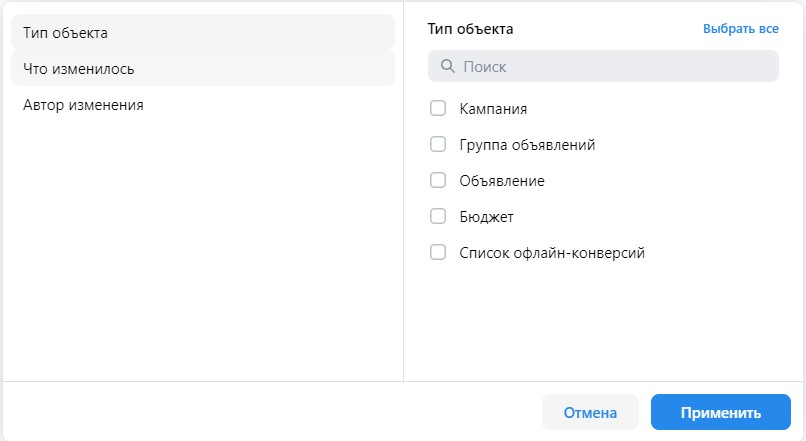 Тип объекта
Что изменилось
Автор изменения
Тип объекта
Выбрать все
Поиск
Кампания
Группа объявлений
Объявление
Бюджет
Список офлайн-конверсий
Отмена
Применить